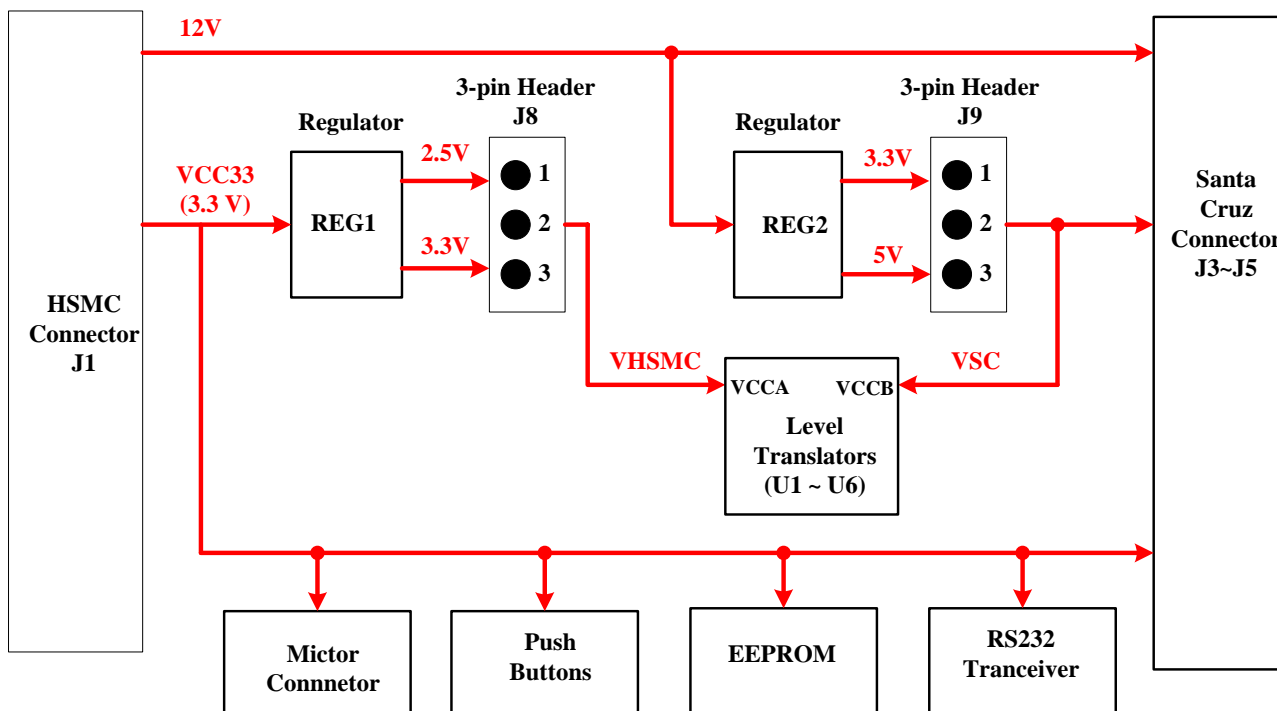 12V
3-pin Header
J8
3-pin Header
J9
Regulator
Regulator
2.5V
3.3V
1
2
3
3.3V
5V
1
2
3
VCC33
(3.3 V)
REG1
REG2
HSMC
Connector
J1
Santa
Cruz
Connector
J3~J5
VHSMC
VSC
VCCA
VCCB
Level
Translators
(U1 ~ U6)
Mictor
Connnetor
Push
Buttons
EEPROM
RS232
Tranceiver